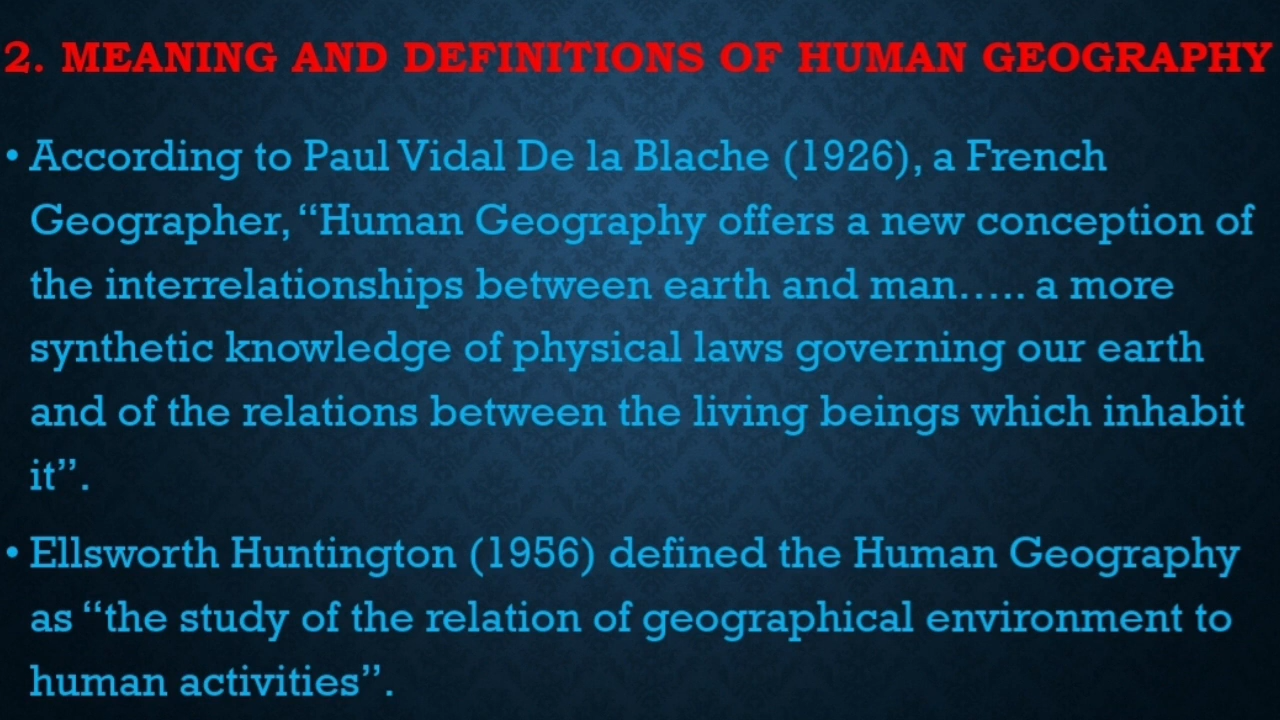 2. MEANING AND DEFINITIONS OF HUMAN GEOGRAPHY
• According to Paul Vidal De la Blache (1926), a French
Geographer, “Human Geography offers a new conception of
the interrelationships between earth and man..... a more
synthetic knowledge of physical laws governing our earth
and of the relations between the living beings which inhabit
it”.
• Ellsworth Huntington (1956) defined the Human Geography
as “the study of the relation of geographical environment to
human activities”.